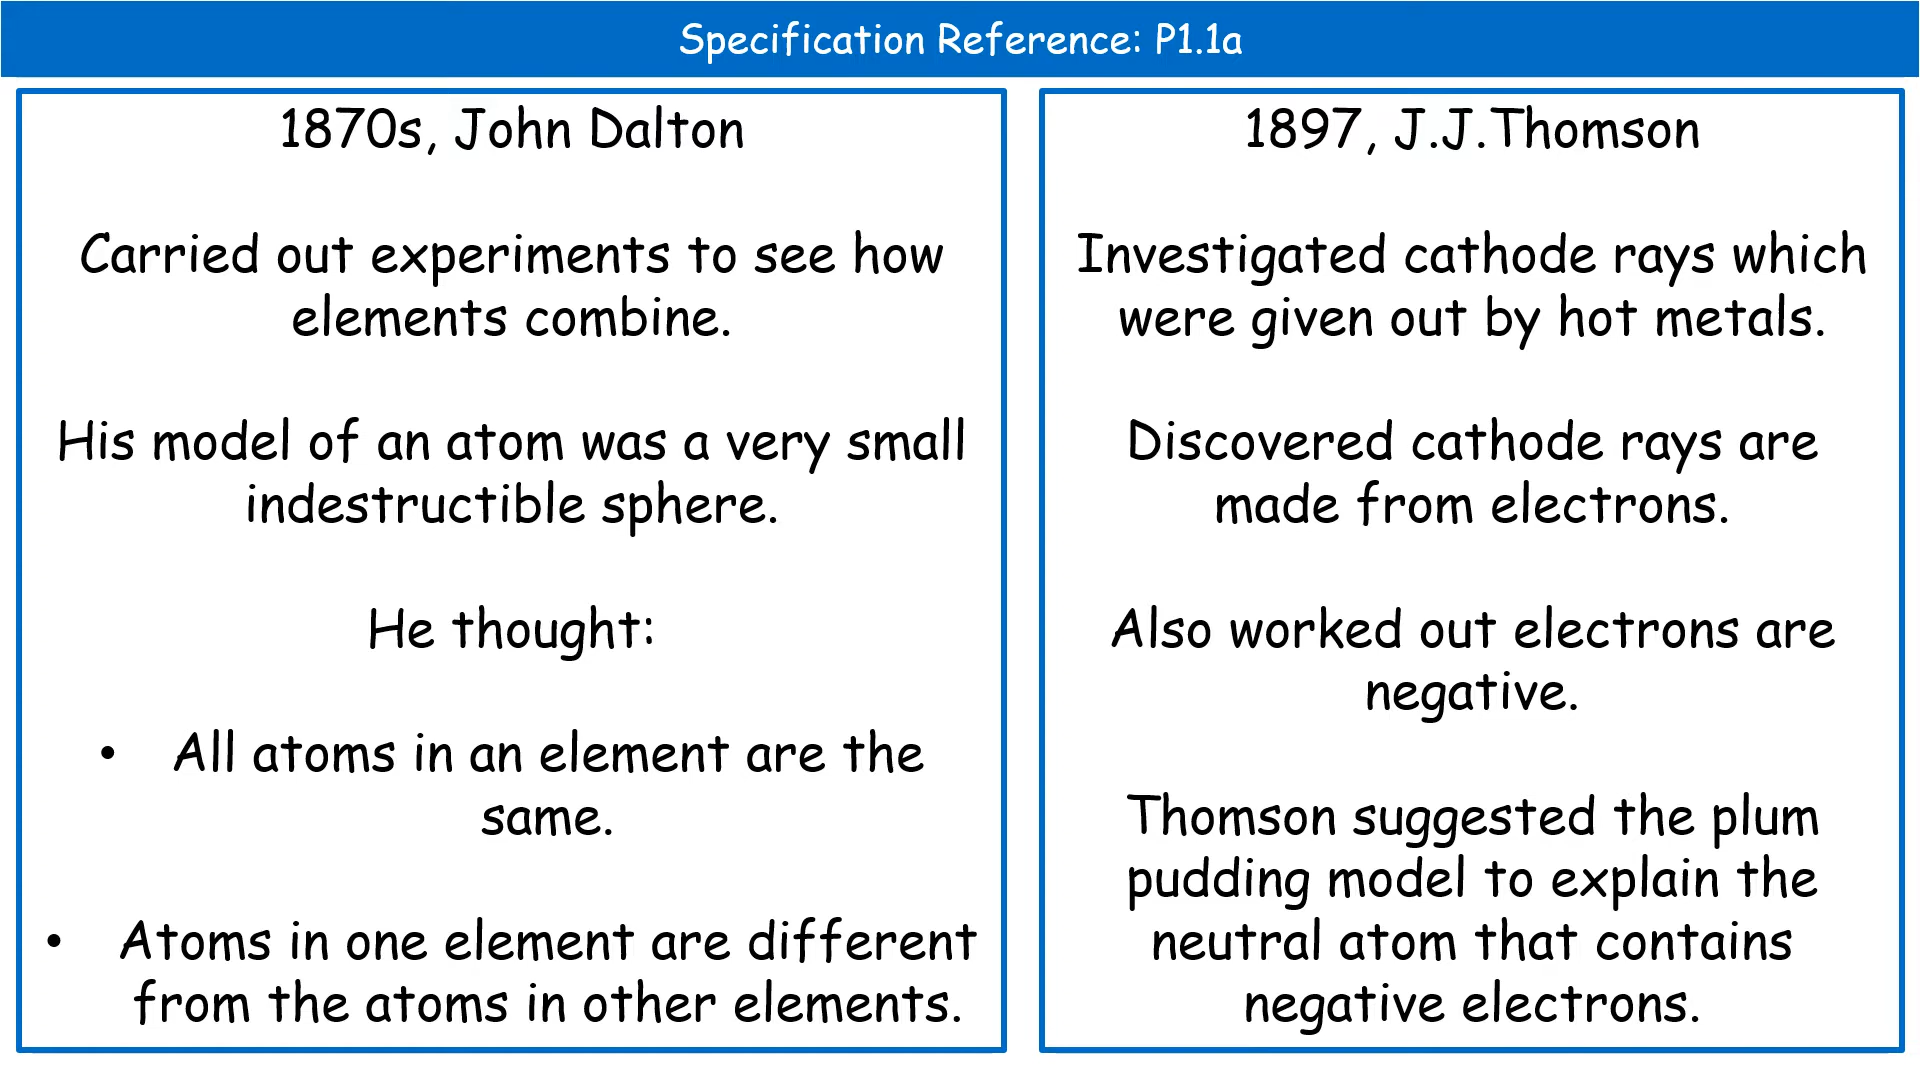 Specification Reference: P1.1a
1870s, John Dalton
Carried out experiments to see how
elements combine.
His model of an atom was a very small
indestructible sphere.
He thought:
• All atoms in an element are the
same.
• Atoms in one element are different
from the atoms in other elements.
1897, J.J.Thomson
Investigated cathode rays which
were given out by hot metals.
Discovered cathode rays are
made from electrons.
Also worked out electrons are
negative.
Thomson suggested the plum
pudding model to explain the
neutral atom that contains
negative electrons.